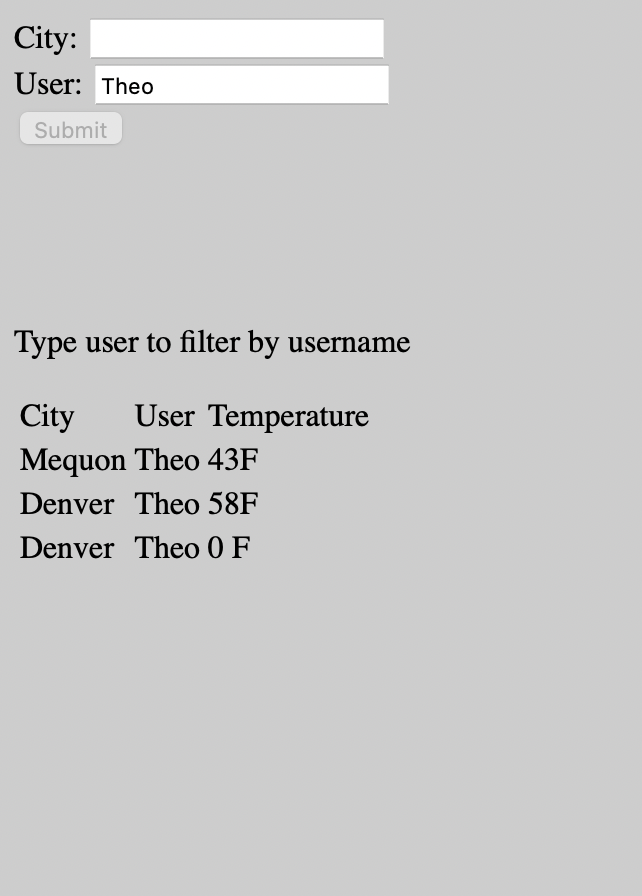 City:
User: Theo
Submit
Type user to filter by username
City User Temperature
Mequon Theo 43F
Denver Theo 58F
Denver Theo 0 F